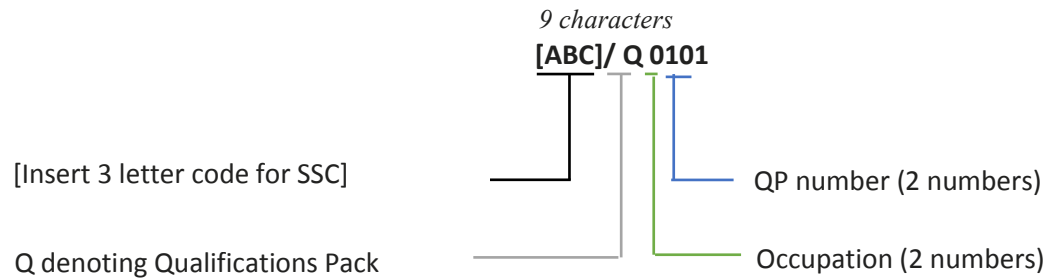 9 characters
[ABC]/ Q 0101
[Insert 3 letter code for SSC]
QP number (2 numbers)
Q denoting Qualifications Pack
Occupation (2 numbers)